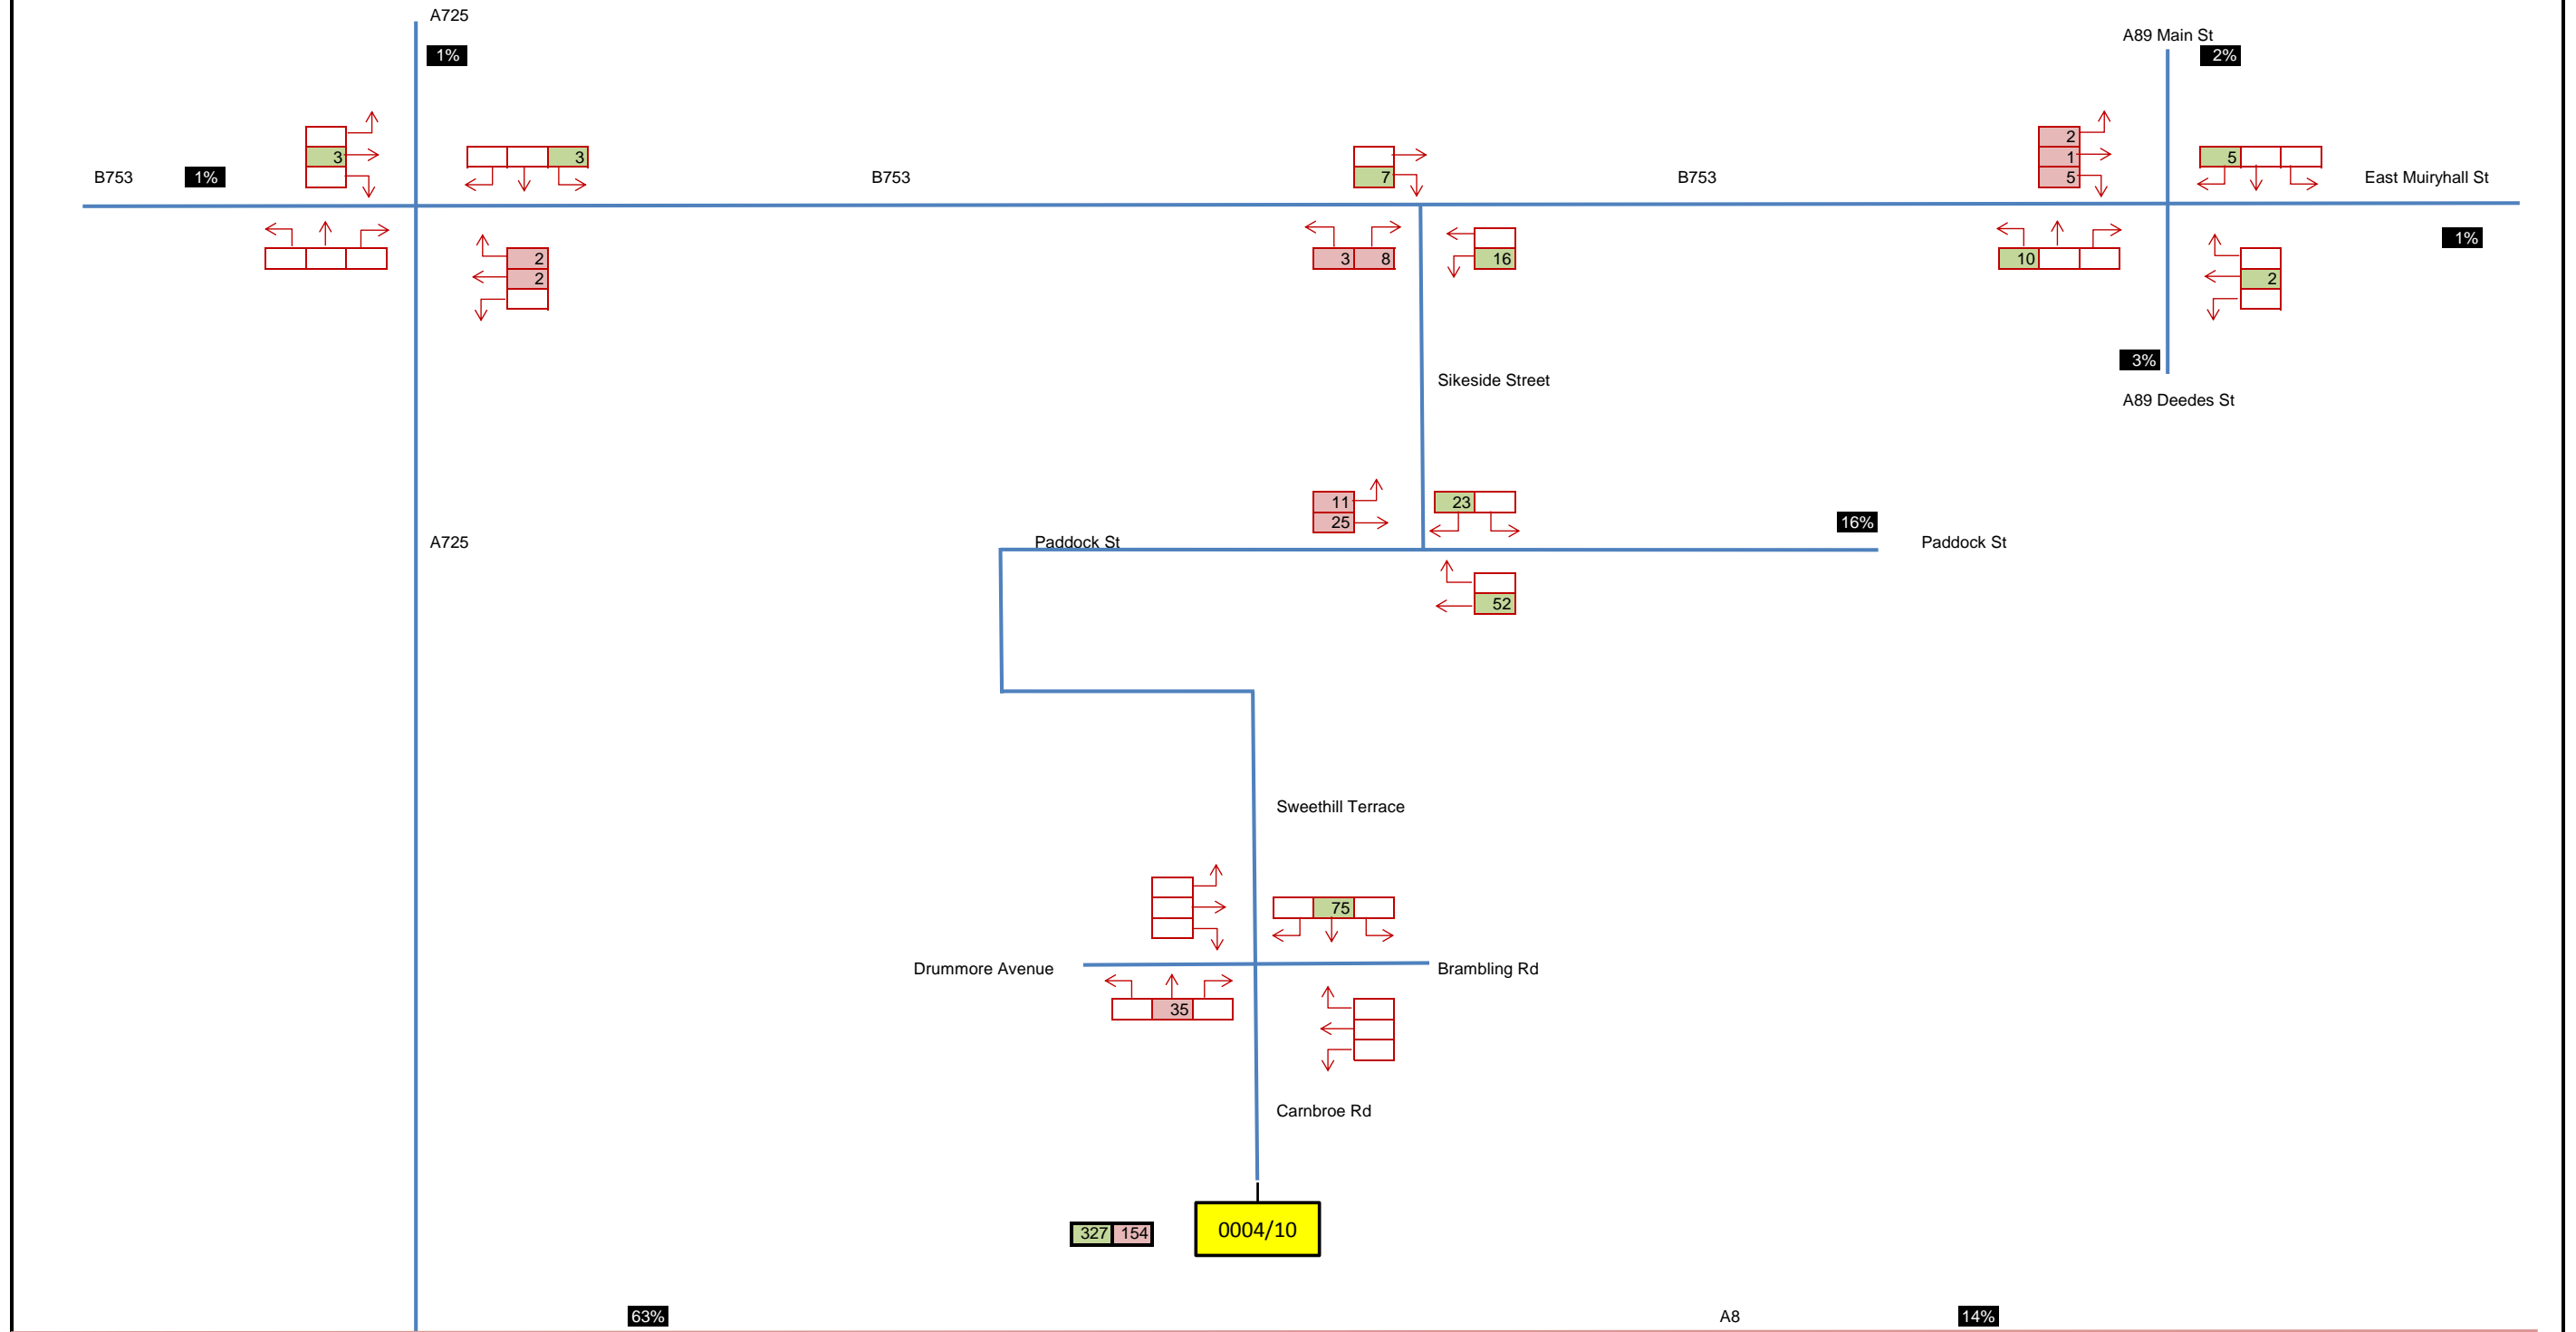 A725
A89 Main St
1%
2%
2
3
3
1
5
B753
1%
B753
7
B753
5
East Muiryhall St
1%
2
3
8
16
10
2
2
3%
Sikeside Street
A89 Deedes St
11
23
25
16%
A725
Paddock St
Paddock St
52
Sweethill Terrace
75
Drummore Avenue
Brambling Rd
35
Carnbroe Rd
327
154
0004/10
63%
A8
14%